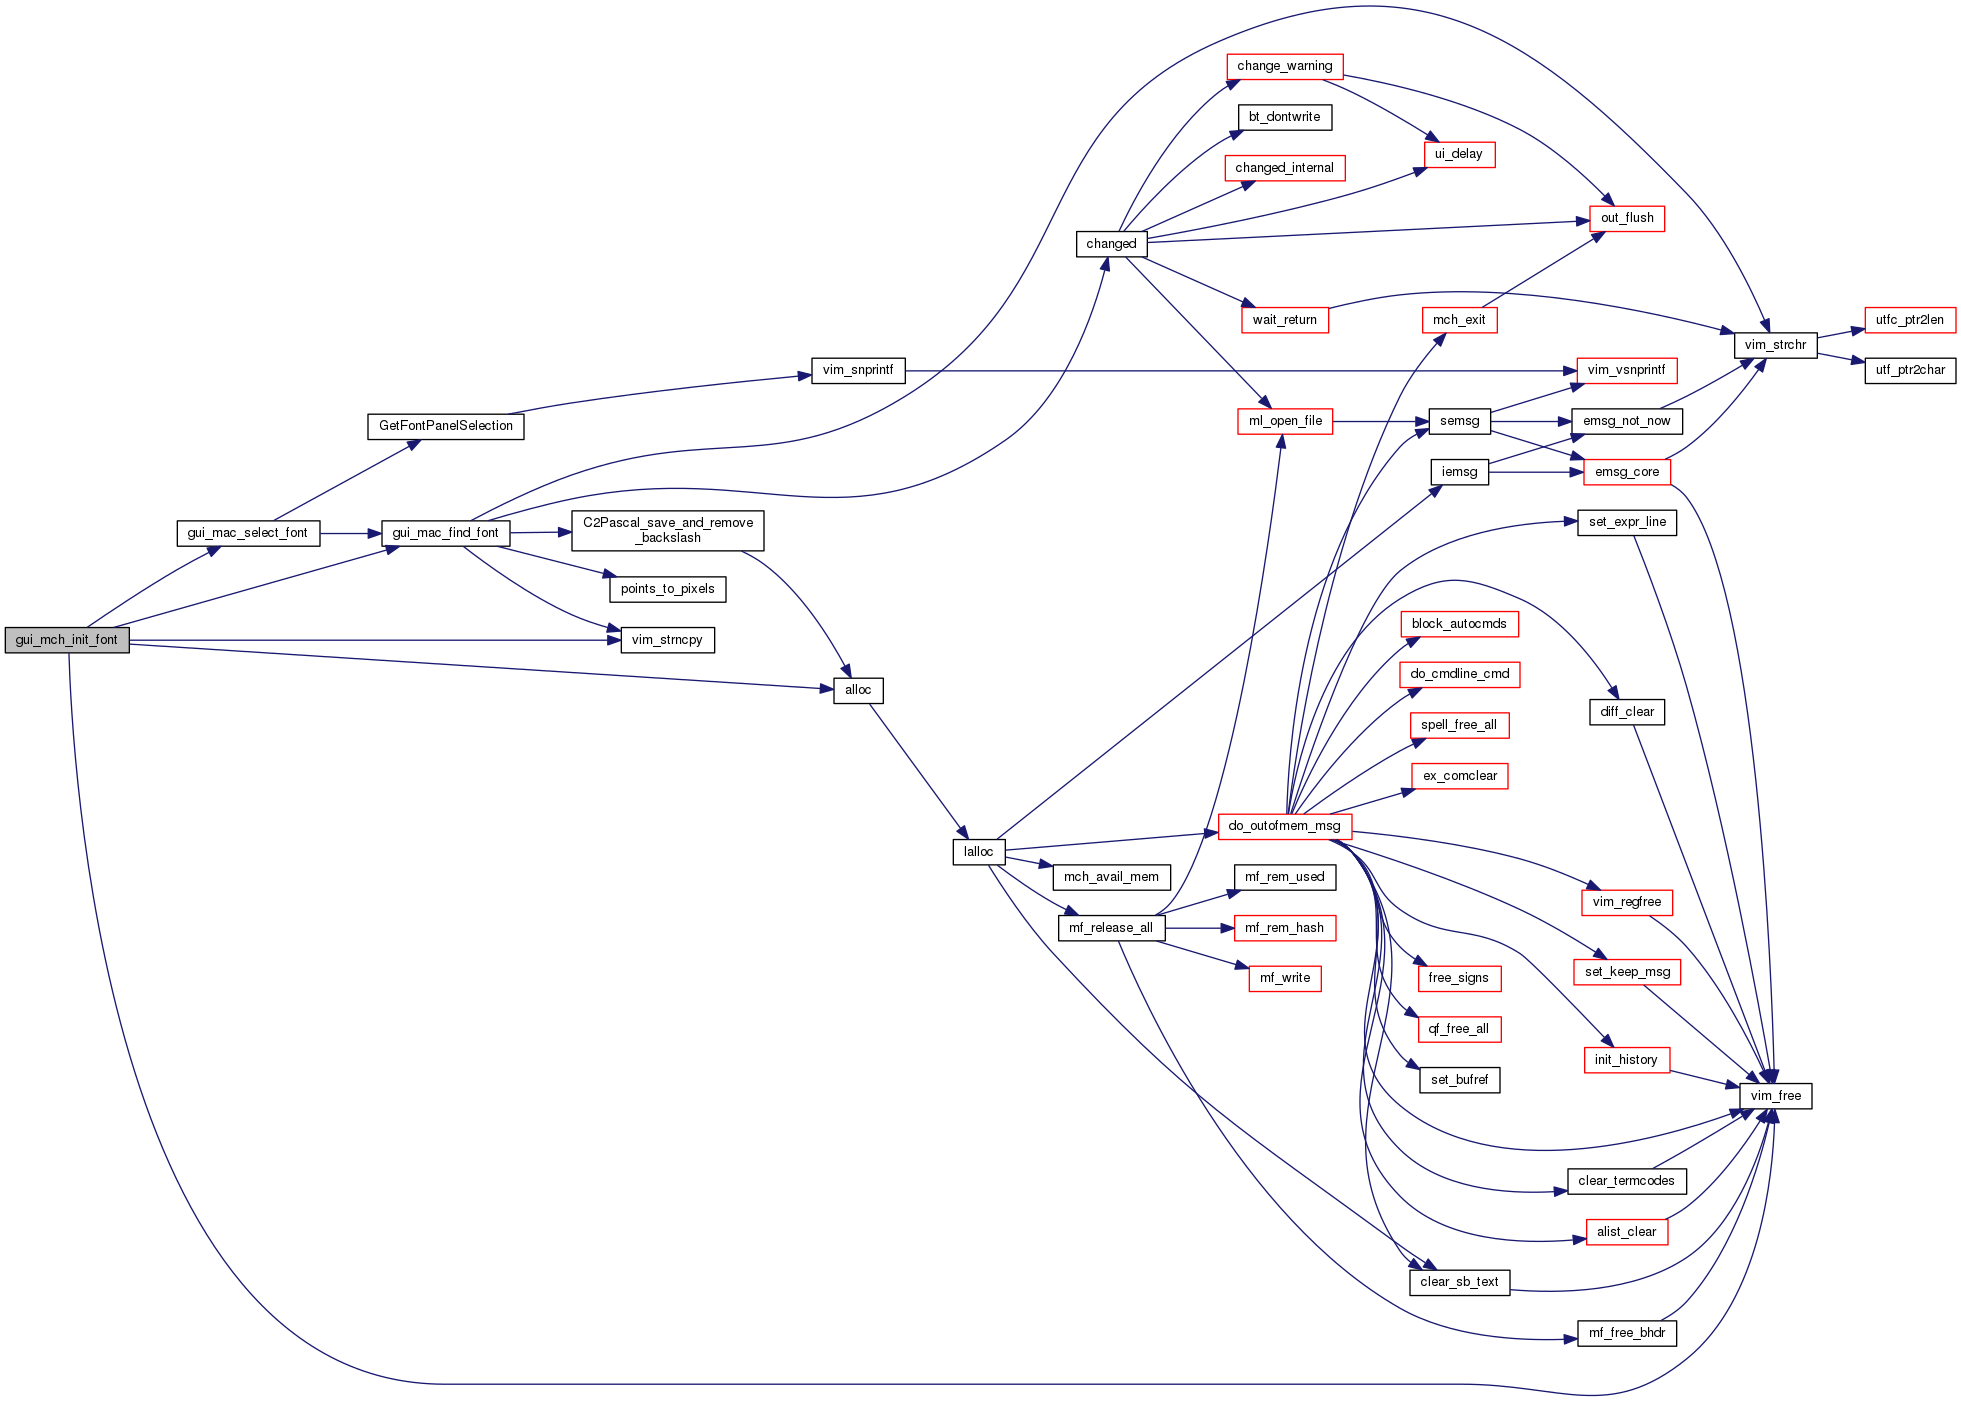 change_warning
bt_dontwrite
ui_delay
changed_internal
out_flush
changed
wait_return
mch_exit
utfc_ptr2len
vim_strchr
vim_snprintf
vim_vsnprintf
utf_ptr2char
GetFontPanelSelection
ml_open_file
semsg
emsg_not_now
iemsg
emsg_core
gui_mac_select_font
gui_mac_find_font
C2Pascal_save_and_remove
_backslash
set_expr_line
points_to_pixels
gui_mch_init_font
vim_strncpy
block_autocmds
do_cmdline_cmd
alloc
diff_clear
spell_free_all
ex_comclear
do_outofmem_msg
lalloc
mch_avail_mem
mf_rem_used
vim_regfree
mf_release_all
mf_rem_hash
mf_write
free_signs
set_keep_msg
qf_free_all
init_history
set_bufref
vim_free
clear_termcodes
alist_clear
clear_sb_text
mf_free_bhdr